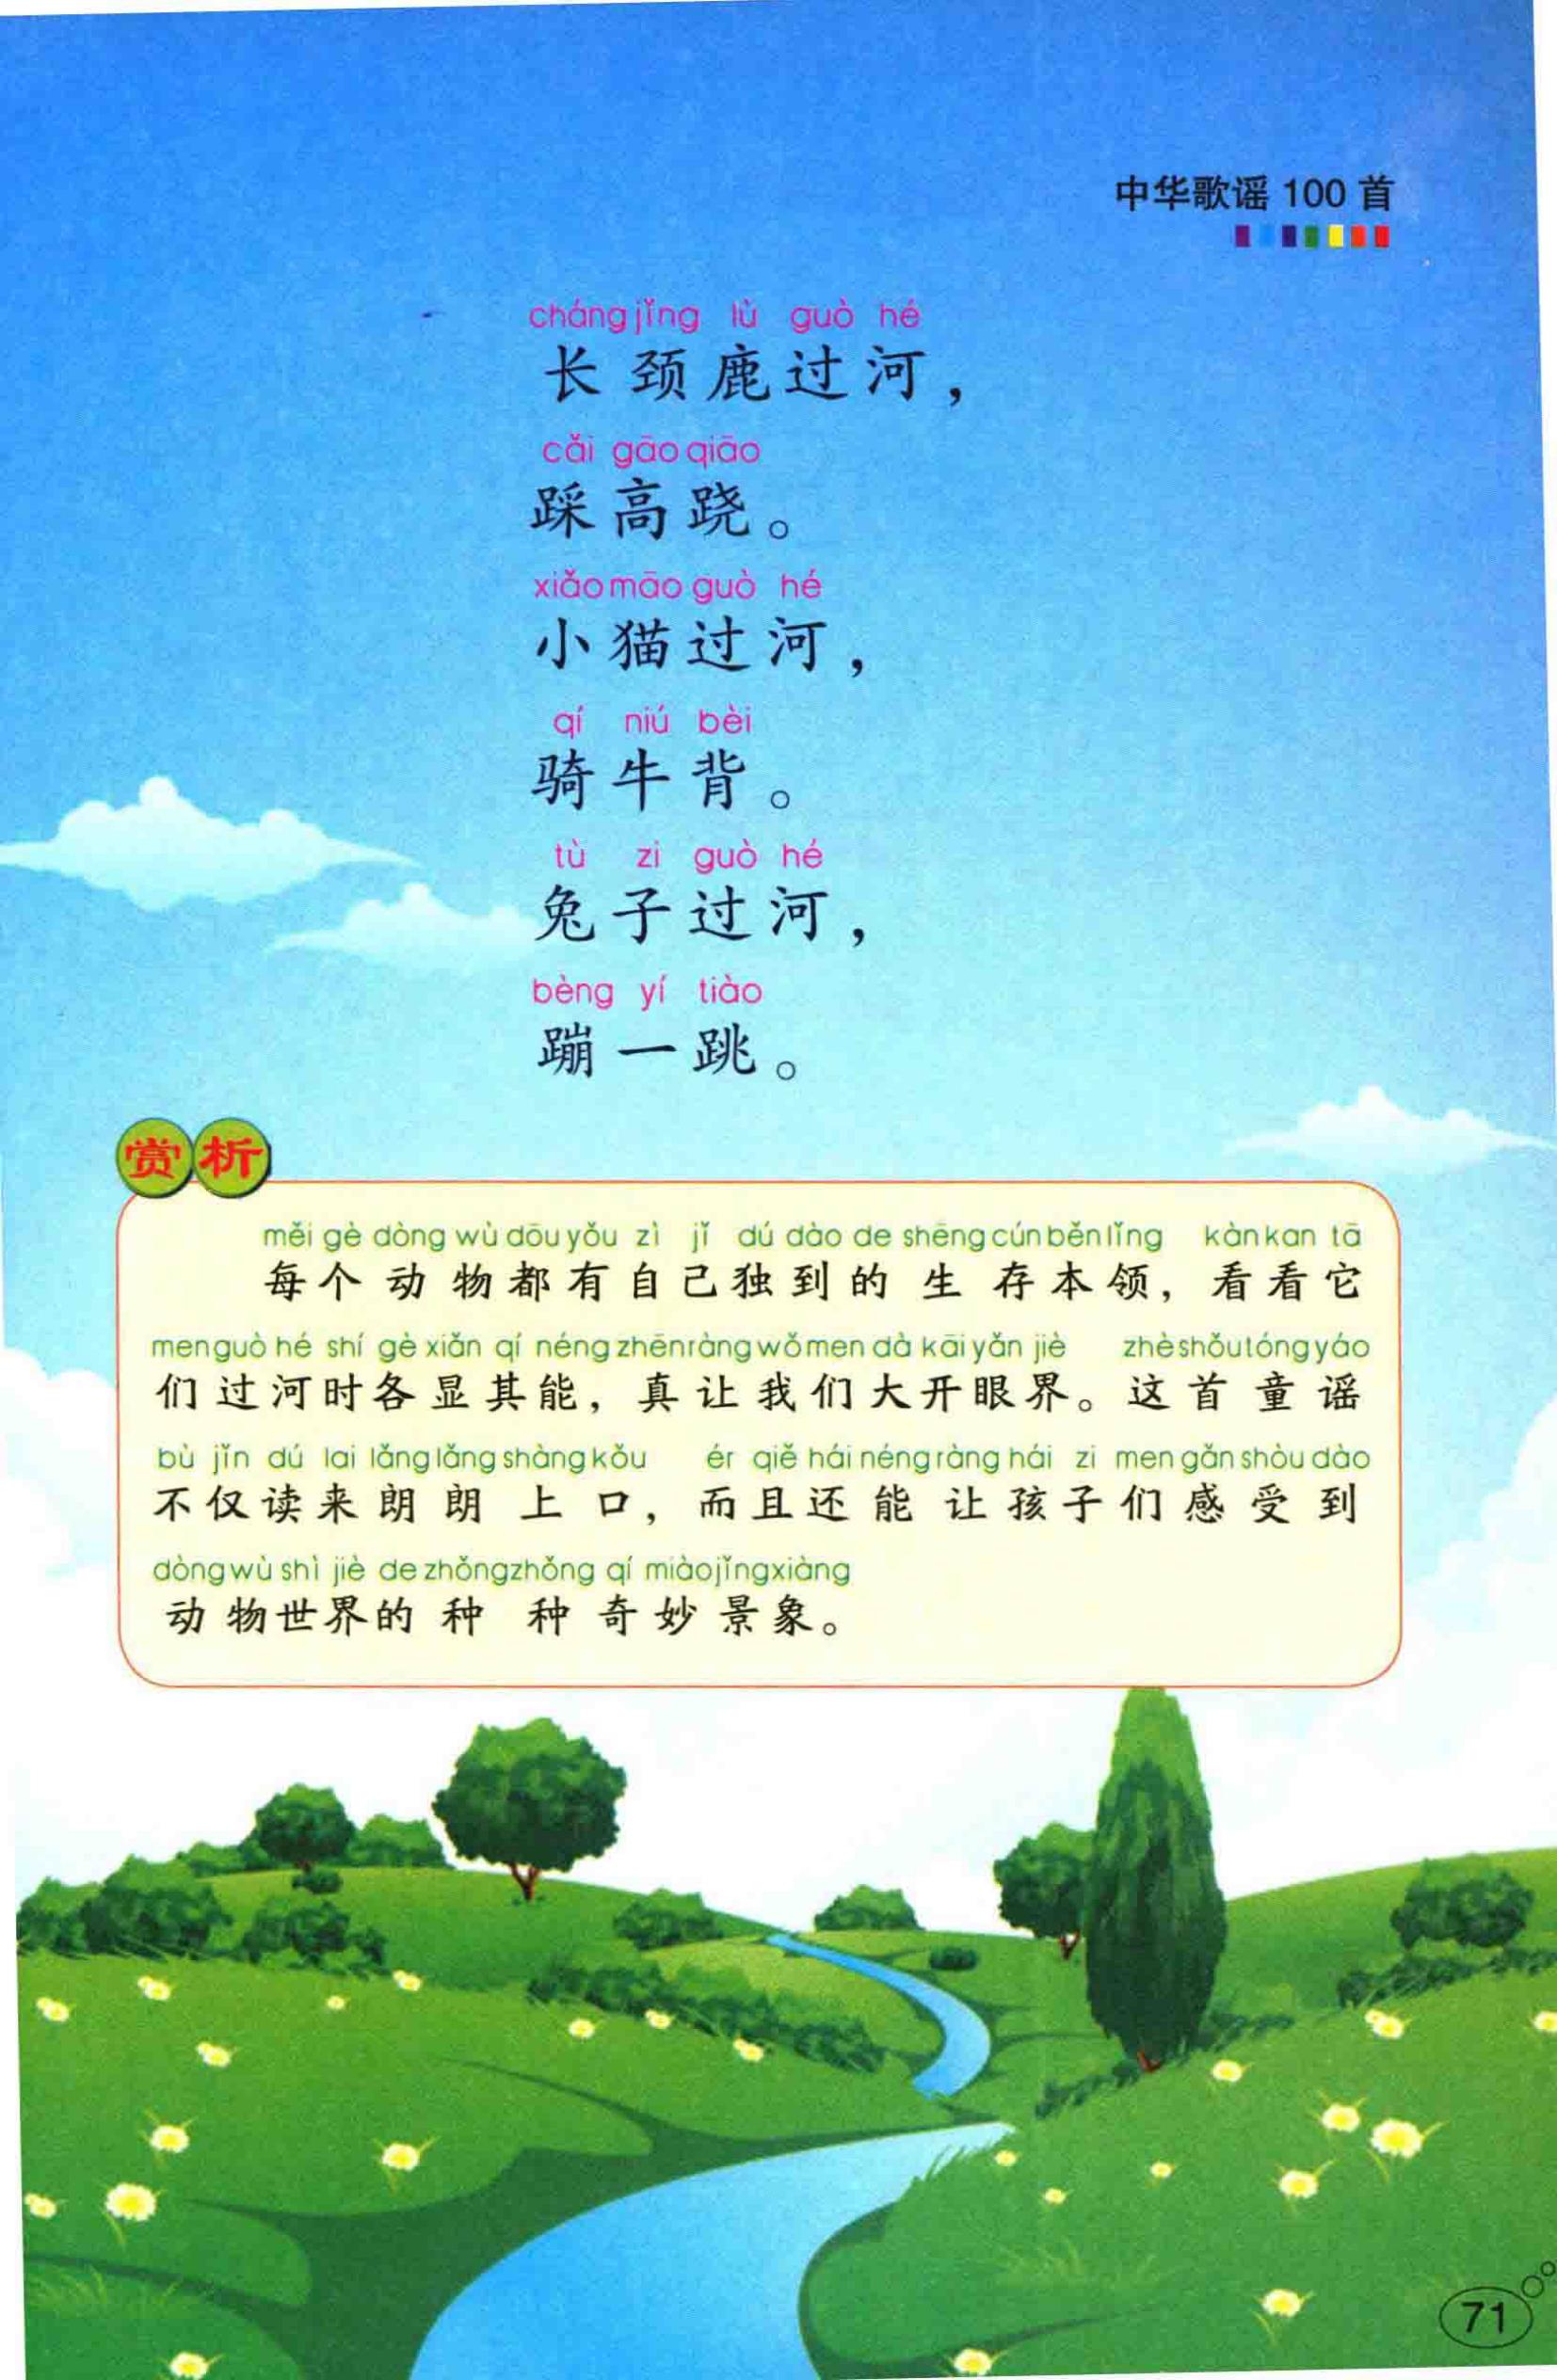 中华歌谣 100 首
cháng jǐng lù guò hé
长颈鹿过河，
cǎi gāo qiāo
踩高跷。
xiǎo māo guò hé
小猫过河，
qí niú bèi
骑牛背。
tù zi guò hé
兔子过河，
bèng yí tiào
蹦一跳。
赏析
měi gè dòng wù dōu yǒu zì jǐ dú dào de shēng cún běn lǐng kàn kan tā
每个动物都有自己独到的生存本领，看看它
men guò hé shí gè xiǎn qí néng zhēn ràng wǒ men dà kāi yǎn jiè zhè shǒu tóng yáo
们过河时各显其能，真让我们大开眼界。这首童谣
bù jǐn dú lai lǎng lǎng shàng kǒu ér qiě hái néng ràng hái zi men gǎn shòu dào
不仅读来朗朗上口，而且还能让孩子们感受到
dòng wù shì jiè de zhǒng zhǒng qí miào jǐng xiàng
动物世界的种种奇妙景象。
71